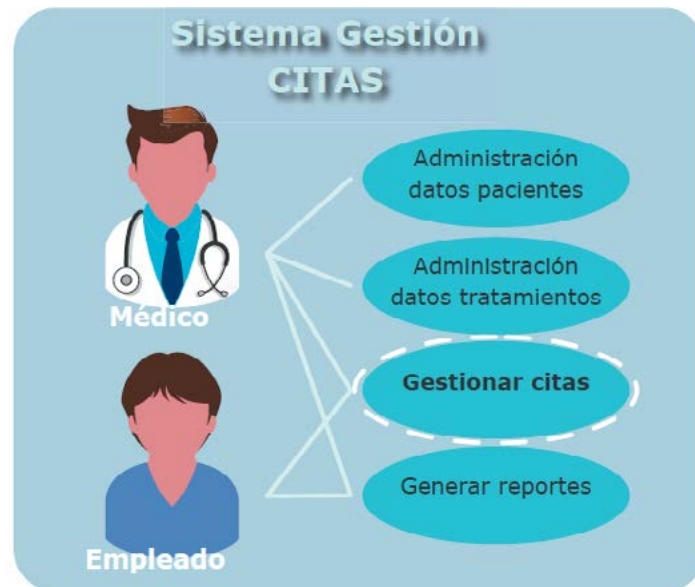 Sistema Gestión
CITAS
Administración
datos pacientes
Administración
datos tratamientos
Médico
Gestionar citas
Generar reportes
Empleado